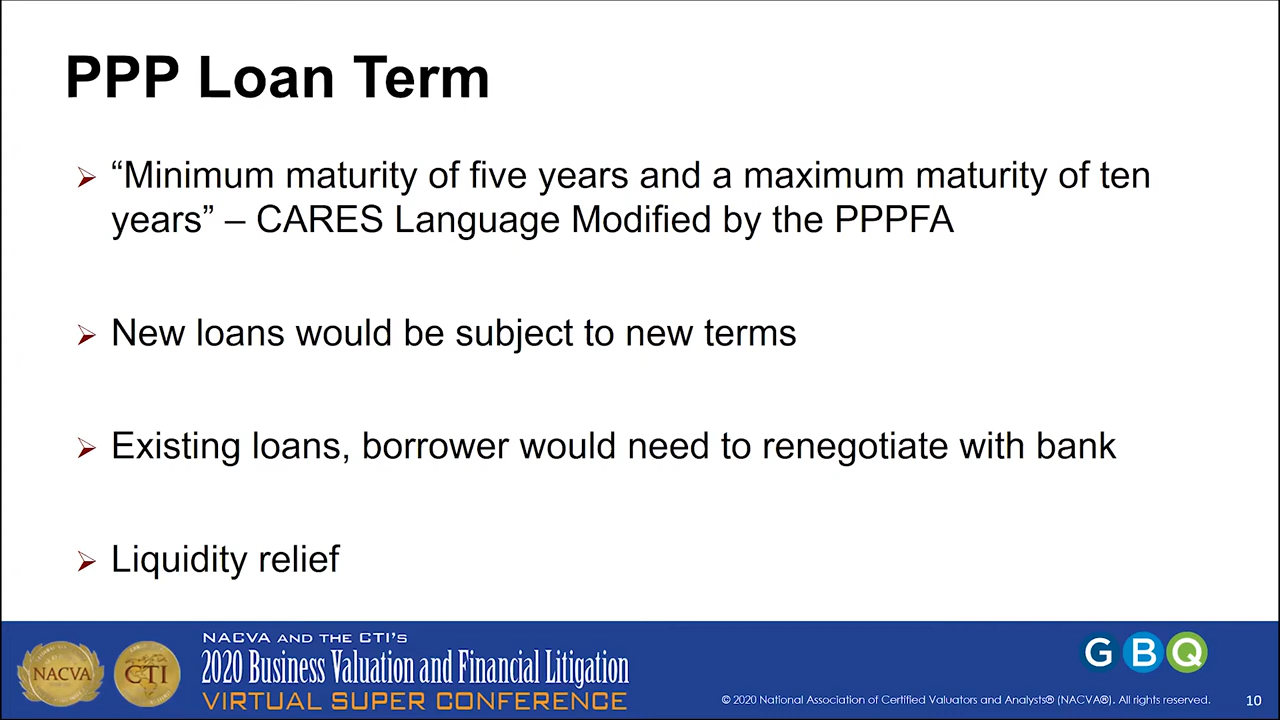 PPP Loan Term
“Minimum maturity of five years and a maximum maturity of ten
years” – CARES Language Modified by the PPPFA
New loans would be subject to new terms
Existing loans, borrower would need to renegotiate with bank
Liquidity relief
NACVA
CTI
NACVA AND THE CTI'S
2020 Business Valuation and Financial Litigation
VIRTUAL SUPER CONFERENCE
GBQ
© 2020 National Association of Certified Valuators and Analysts® (NACVA®). All rights reserved.
10